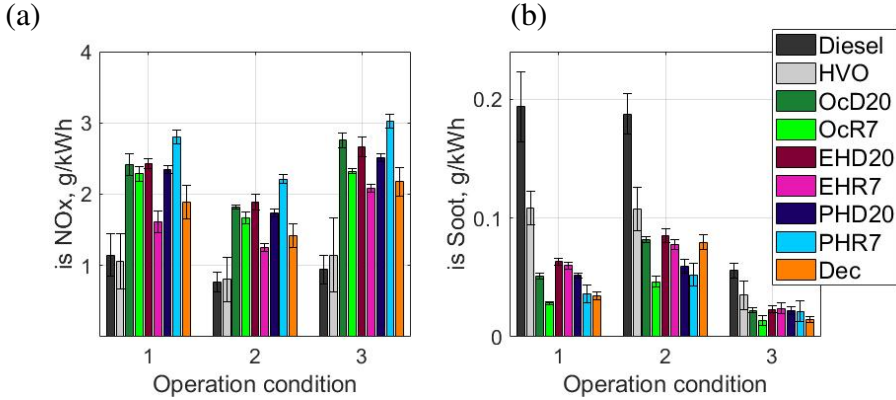 (a)
is NOx, g/kWh
4
3
2
1
1 2 3
Operation condition
(b)
is Soot, g/kWh
0.2
0.1
0
1 2 3
Operation condition
Diesel
HVO
OcD20
OcR7
EHD20
EHR7
PHD20
PHR7
Dec